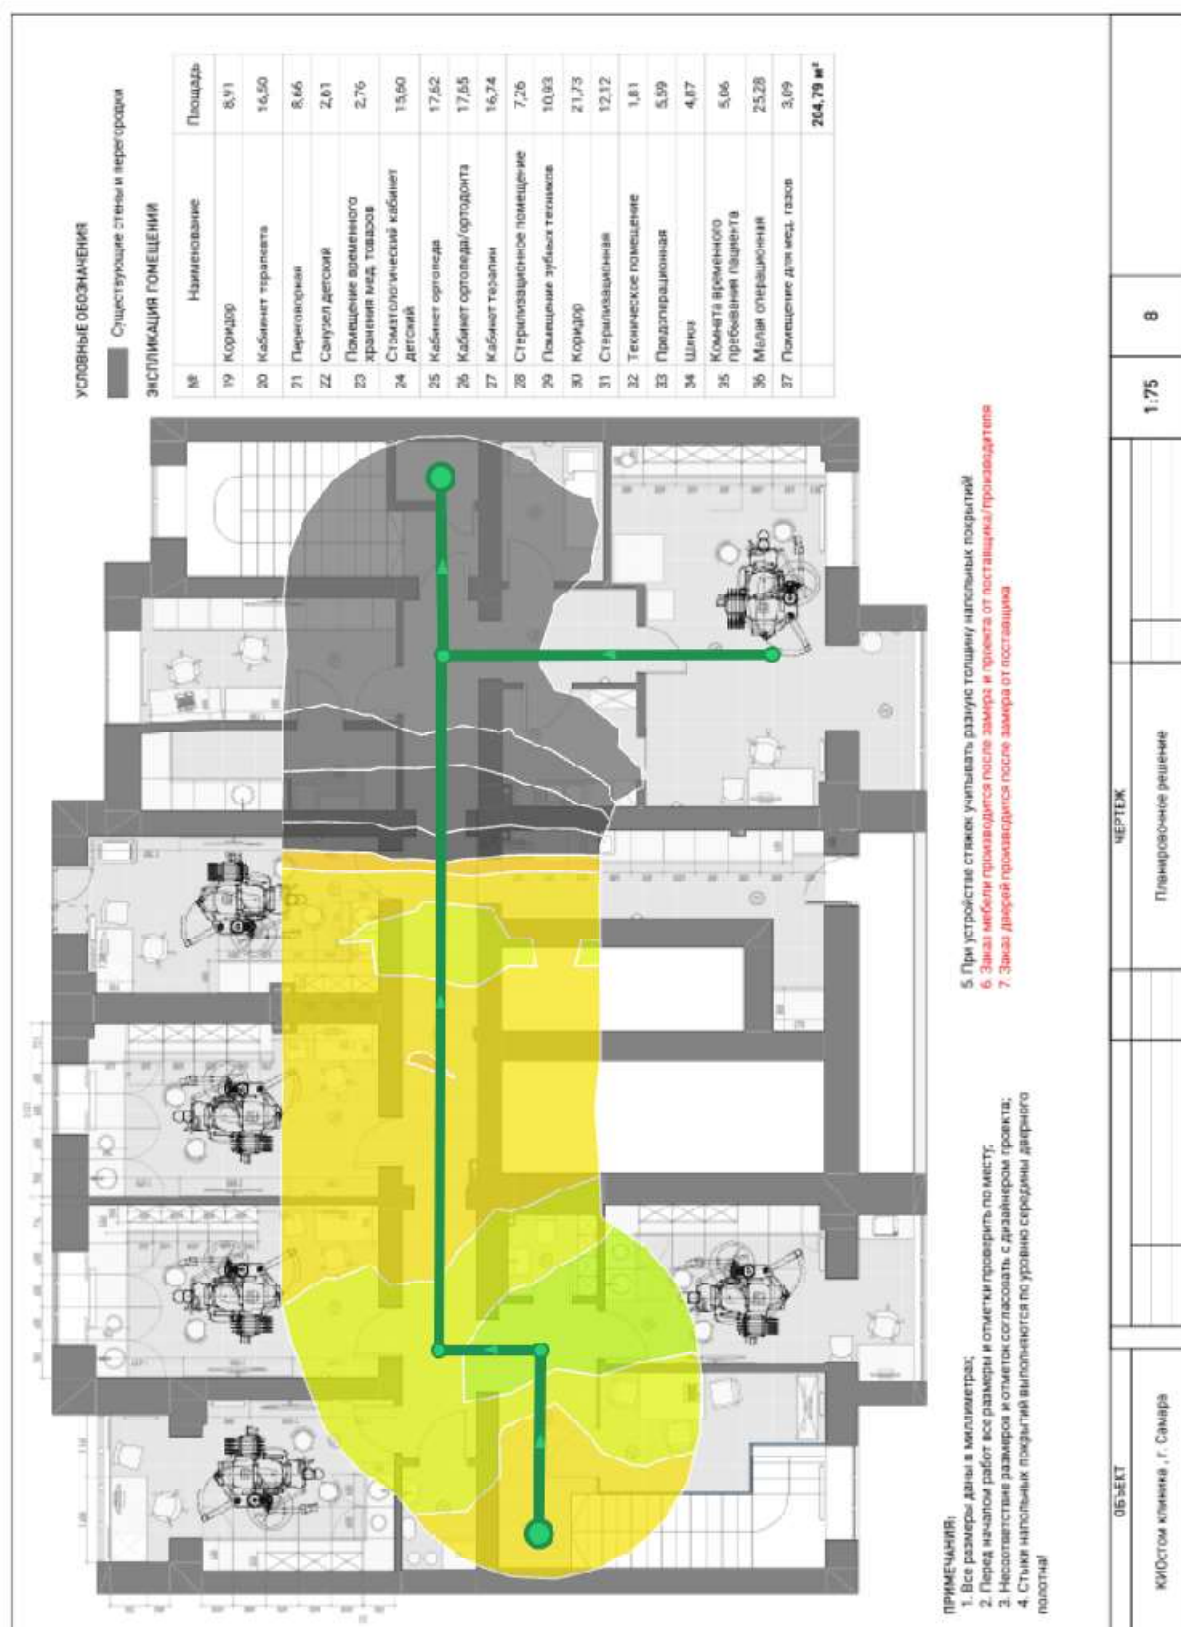 УСЛОВНЫЕ ОБОЗНАЧЕНИЯ
Существующие стены и перегородки
ЭКСПЛИКАЦИЯ ПОМЕЩЕНИЙ
№ Наименование Площадь
19 Коридор 8,91
20 Кабинет терапевта 16,50
21 Переговорная 8,66
22 Санузел детский 2,61
23 Помещение временного
хранения мед. товаров 2,76
24 Стоматологический кабинет
детский 15,60
25 Кабинет ортопеда 17,62
26 Кабинет ортопеда/ортодонта 17,65
27 Кабинет терапии 16,74
28 Стерилизационное помещение 7,26
29 Помещение зубных техников 10,93
30 Коридор 21,73
31 Стерилизационная 12,12
32 Техническое помещение 1,81
33 Предоперационная 5,59
34 Шлюз 4,87
35 Комната временного
пребывания пациента 5,06
36 Малая операционная 25,28
37 Помещение для мед. газов 3,09
264,79 м²
ПРИМЕЧАНИЯ:
1. Все размеры даны в миллиметрах;
2. Перед началом работ все размеры и отметки проверить по месту;
3. Несоответствие размеров и отметок согласовать с дизайнером проекта;
4. Стыки напольных покрытий выполняются по уровню середины дверного
полотна!
5. При устройстве стяжек учитывать разную толщину напольных покрытий!
6. Заказ мебели производится после замера и проекта от поставщика/производителя
7. Заказ дверей производится после замера от поставщика
ОБЪЕКТ
КИОстом клиника, г. Самара
ЧЕРТЕЖ
Планировочное решение
1:75
8